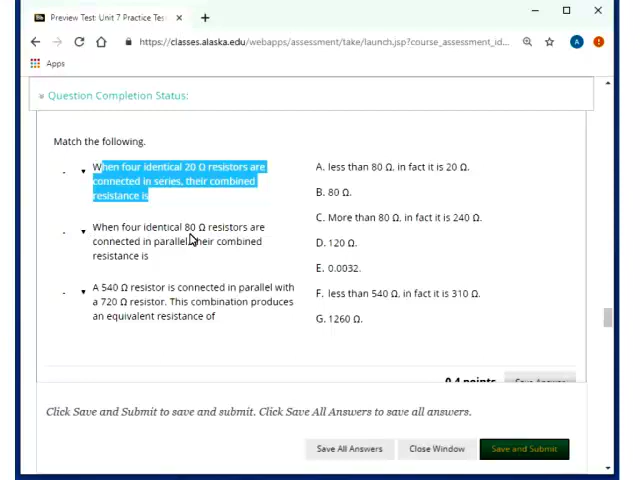 Preview Test: Unit 7 Practice Tes
https://classes.alaska.edu/webapps/assessment/take/launch.jsp?course_assessment_id...
A
Apps
Question Completion Status:
Match the following.
When four identical 20 Ω resistors are
connected in series, their combined
resistance is
When four identical 80 Ω resistors are
connected in parallel, their combined
resistance is
A 540 Ω resistor is connected in parallel with
a 720 Ω resistor. This combination produces
an equivalent resistance of
A. less than 80 Ω, in fact it is 20 Ω.
B. 80 Ω.
C. More than 80 Ω, in fact it is 240 Ω.
D. 120 Ω.
E. 0.0032.
F. less than 540 Ω, in fact it is 310 Ω.
G. 1260 Ω.
0.4 points
Save Answer
Click Save and Submit to save and submit. Click Save All Answers to save all answers.
Save All Answers
Close Window
Save and Submit